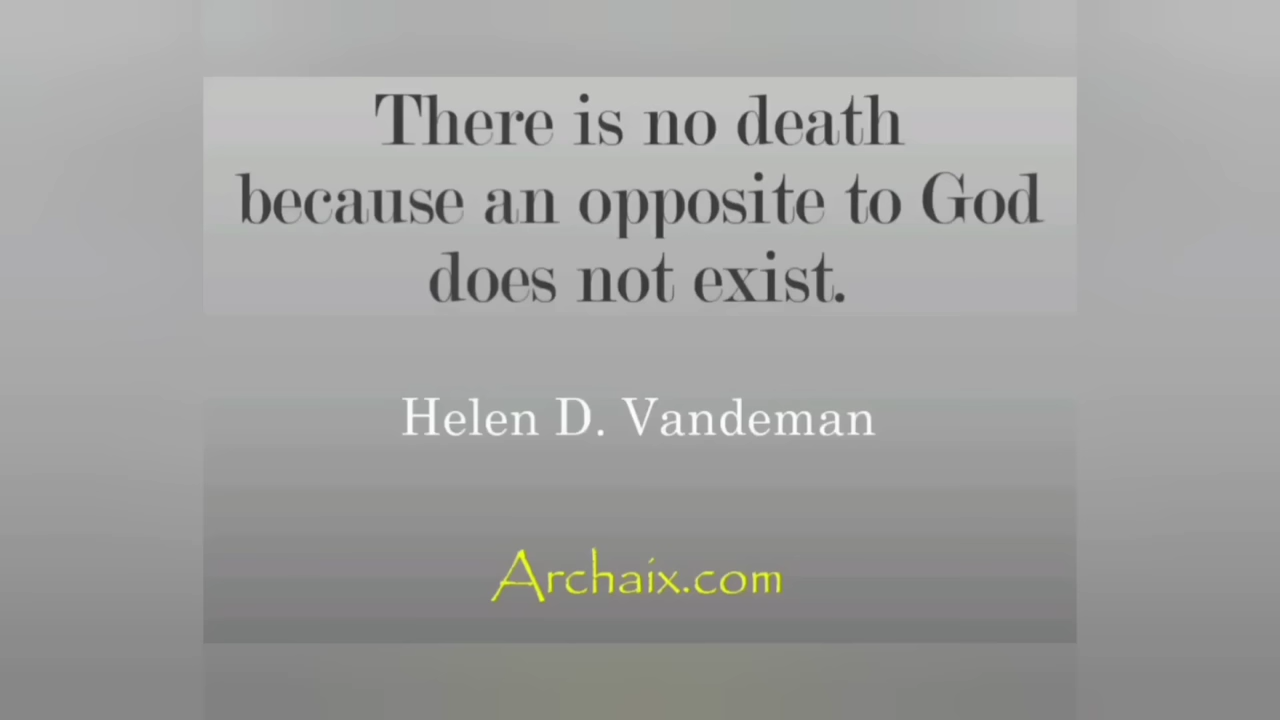 There is no death
because an opposite to God
does not exist.
Helen D. Vandeman
Archaix.com